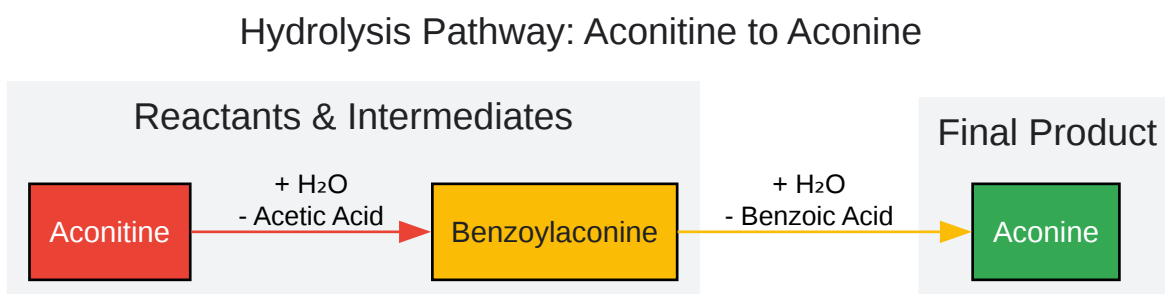 Hydrolysis Pathway: Aconitine to Aconine
Reactants & Intermediates
Final Product
Aconitine
+ H₂O
- Acetic Acid
Benzoylaconine
+ H₂O
- Benzoic Acid
Aconine